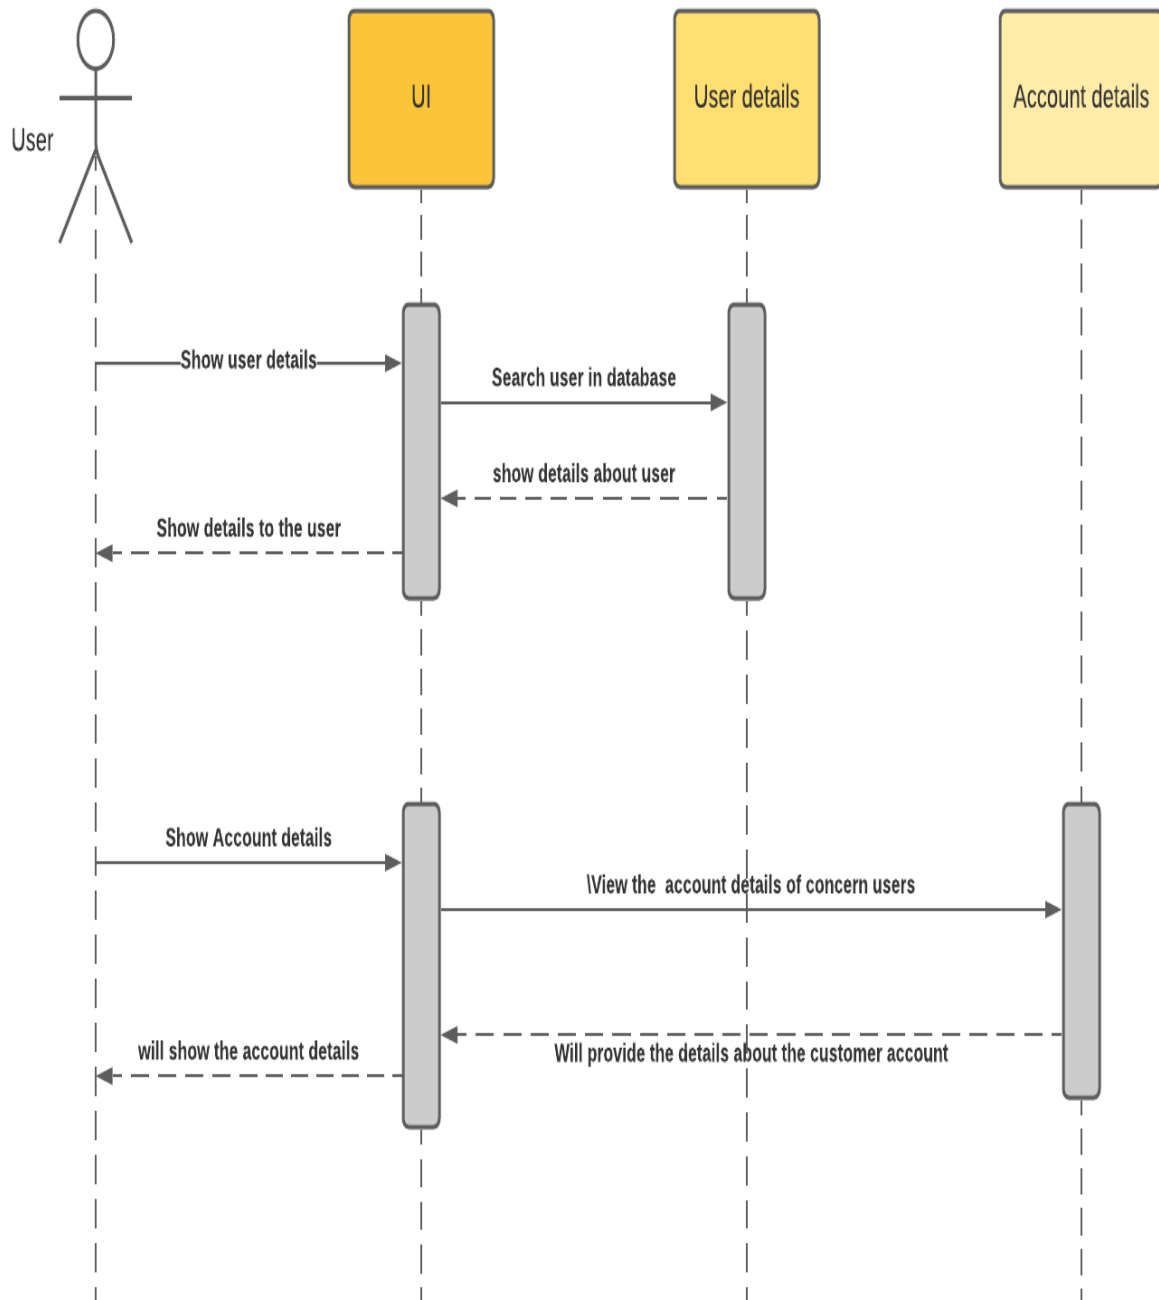 User
UI
User details
Account details
Show user details
Search user in database
show details about user
Show details to the user
Show Account details
\View the  account details of concern users
Will provide the details about the customer account
will show the account details